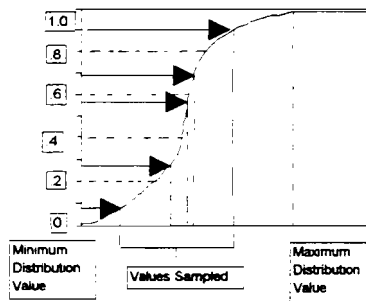 1.0
.8
.6
.4
.2
0
Minimum
Distribution
Value
Values Sampled
Maximum
Distribution
Value